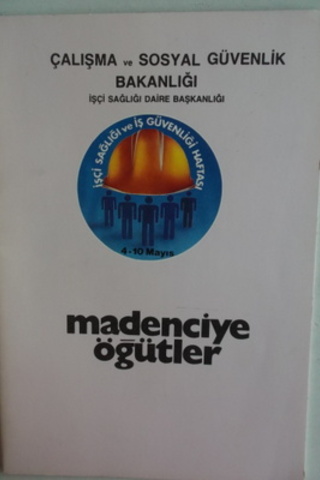 ÇALIŞMA ve SOSYAL GÜVENLİK
BAKANLIĞI
İŞÇİ SAĞLIĞI DAİRE BAŞKANLIĞI
İŞÇİ SAĞLIĞI ve İŞ GÜVENLİĞİ HAFTASI
4-10 Mayıs
madenciye
öğütler